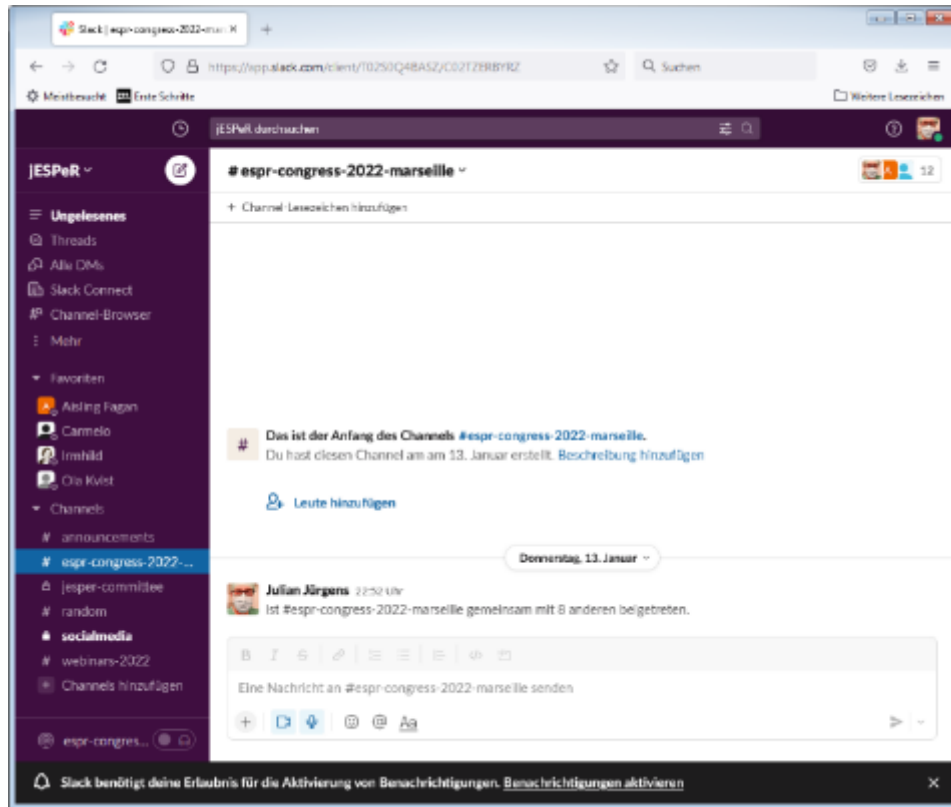 Slack | espr-congress-2022-mar
https://app.slack.com/client/
Suchen
Meistbesucht
Erste Schritte
Weitere Lesezeichen
jESPeR durchsuchen
jESPeR
# espr-congress-2022-marseille
12
+ Channel-Lesezeichen hinzufügen
Ungelesenes
Threads
Alle DMs
Slack Connect
Channel-Browser
Mehr
Favoriten
Aisling Fagan
Carmelo
Irmhild
Ola Kvist
Channels
# announcements
# espr-congress-2022-...
jesper-committee
# random
socialmedia
# webinars-2022
+ Channels hinzufügen
espr-congres...
# Das ist der Anfang des Channels #espr-congress-2022-marseille.
Du hast diesen Channel am am 13. Januar erstellt. Beschreibung hinzufügen
Leute hinzufügen
Donnerstag, 13. Januar
Julian Jürgens 22:52 Uhr
ist #espr-congress-2022-marseille gemeinsam mit 8 anderen beigetreten.
B I S
Eine Nachricht an #espr-congress-2022-marseille senden
+ @ Aa
Slack benötigt deine Erlaubnis für die Aktivierung von Benachrichtigungen. Benachrichtigungen aktivieren